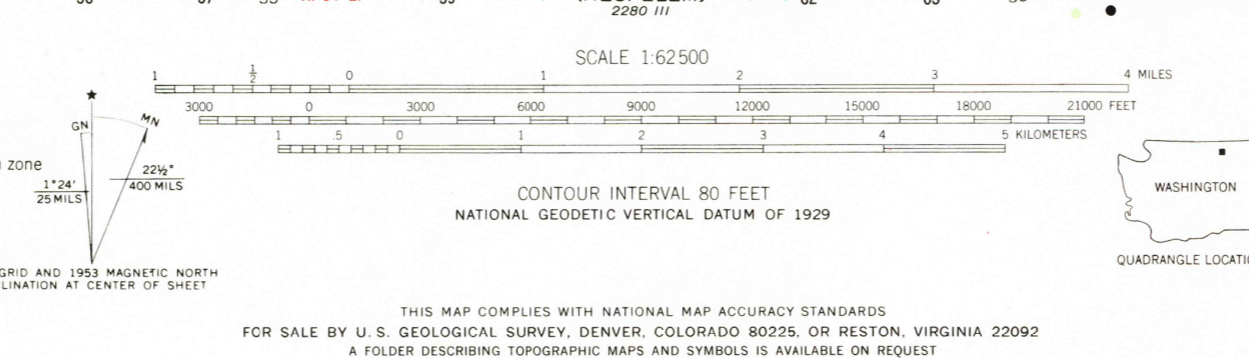 2280 III
SCALE 1:62500
1 ½ 0 1 2 3 4 MILES
3000 0 3000 6000 9000 12000 15000 18000 21000 FEET
1 .5 0 1 2 3 4 5 KILOMETERS
GN
MN
zone
1°24'
25 MILS
22½°
400 MILS
GRID AND 1953 MAGNETIC NORTH
CLINATION AT CENTER OF SHEET
CONTOUR INTERVAL 80 FEET
NATIONAL GEODETIC VERTICAL DATUM OF 1929
WASHINGTON
QUADRANGLE LOCATIO
THIS MAP COMPLIES WITH NATIONAL MAP ACCURACY STANDARDS
FOR SALE BY U. S. GEOLOGICAL SURVEY, DENVER, COLORADO 80225, OR RESTON, VIRGINIA 22092
A FOLDER DESCRIBING TOPOGRAPHIC MAPS AND SYMBOLS IS AVAILABLE ON REQUEST